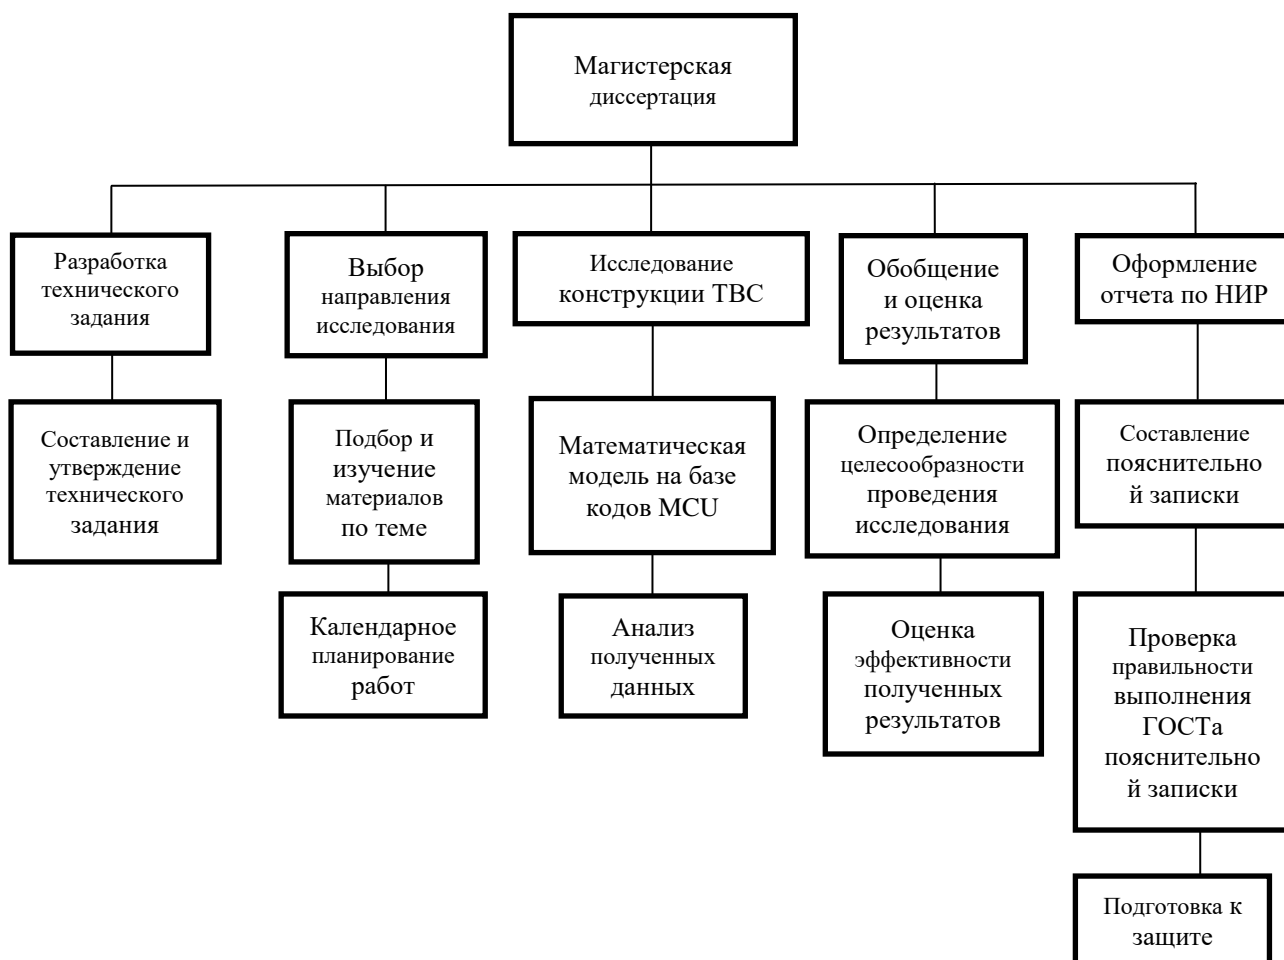 Магистерская
диссертация
Разработка
технического
задания
Выбор
направления
исследования
Исследование
конструкции ТВС
Обобщение
и оценка
результатов
Оформление
отчета по НИР
Составление и
утверждение
технического
задания
Подбор и
изучение
материалов
по теме
Математическая
модель на базе
кодов MCU
Определение
целесообразности
проведения
исследования
Составление
пояснительно
й записки
Календарное
планирование
работ
Анализ
полученных
данных
Оценка
эффективности
полученных
результатов
Проверка
правильности
выполнения
ГОСТа
пояснительно
й записки
Подготовка к
защите